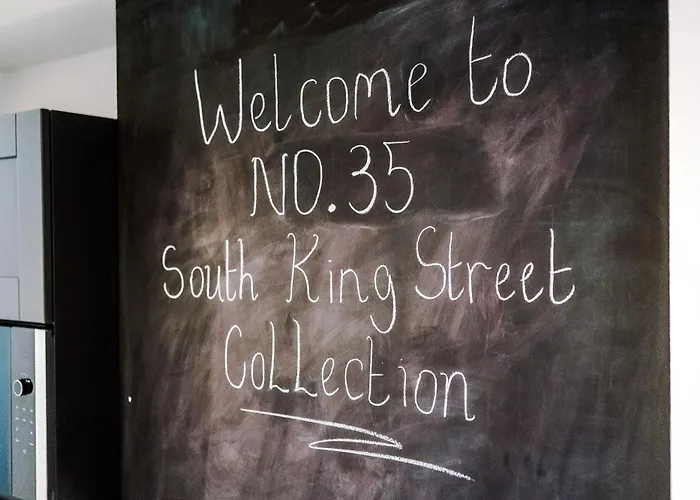 Welcome to
NO.35
South King Street
Collection